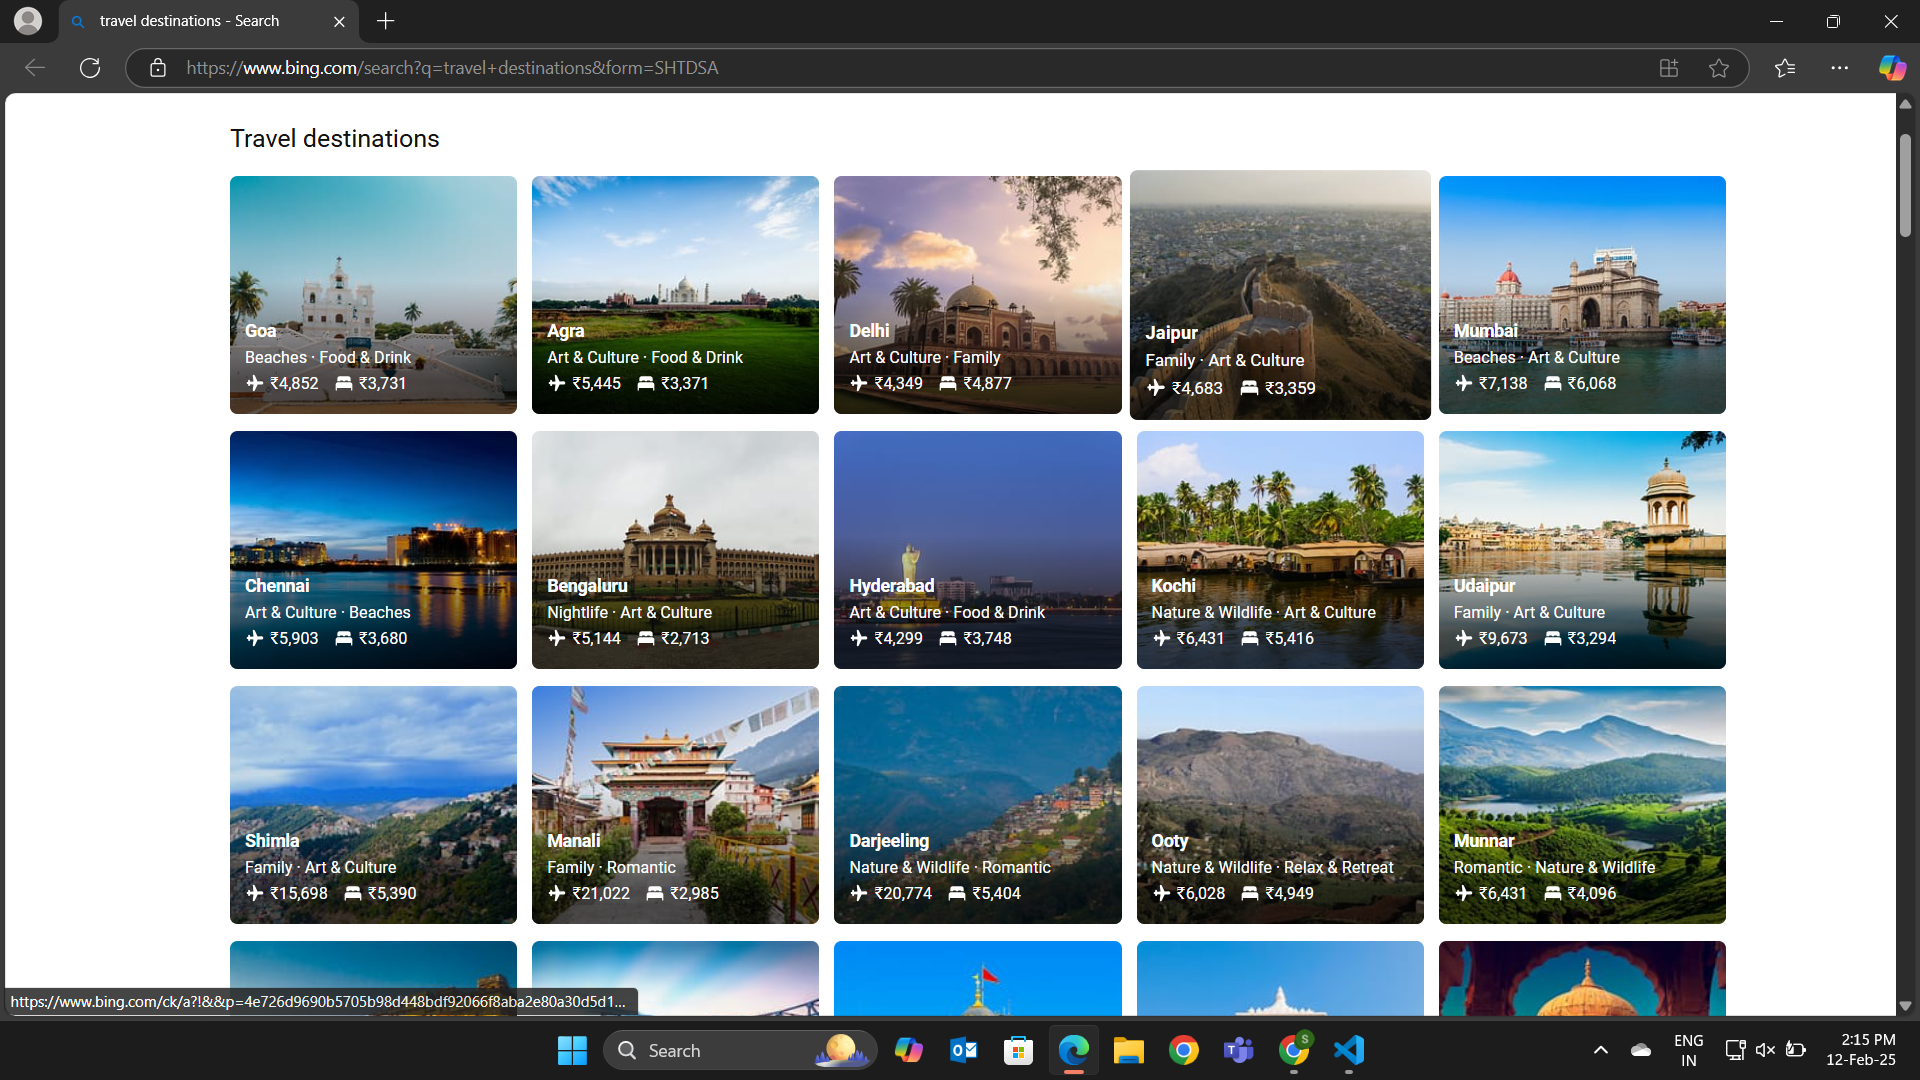 travel destinations - Search
https://www.bing.com/search?q=travel+destinations&form=SHTDSA
Travel destinations
Goa
Beaches · Food & Drink
₹4,852 ₹3,731
Agra
Art & Culture · Food & Drink
₹5,445 ₹3,371
Delhi
Art & Culture · Family
₹4,349 ₹4,877
Jaipur
Family · Art & Culture
₹4,683 ₹3,359
Mumbai
Beaches · Art & Culture
₹7,138 ₹6,068
Chennai
Art & Culture · Beaches
₹5,903 ₹3,680
Bengaluru
Nightlife · Art & Culture
₹5,144 ₹2,713
Hyderabad
Art & Culture · Food & Drink
₹4,299 ₹3,748
Kochi
Nature & Wildlife · Art & Culture
₹6,431 ₹5,416
Udaipur
Family · Art & Culture
₹9,673 ₹3,294
Shimla
Family · Art & Culture
₹15,698 ₹5,390
Manali
Family · Romantic
₹21,022 ₹2,985
Darjeeling
Nature & Wildlife · Romantic
₹20,774 ₹5,404
Ooty
Nature & Wildlife · Relax & Retreat
₹6,028 ₹4,949
Munnar
Romantic · Nature & Wildlife
₹6,431 ₹4,096
https://www.bing.com/ck/a?!&&p=4e726d9690b5705b98d448bdf92066f8aba2e80a30d5d1...
Search
S
ENG
IN
2:15 PM
12-Feb-25